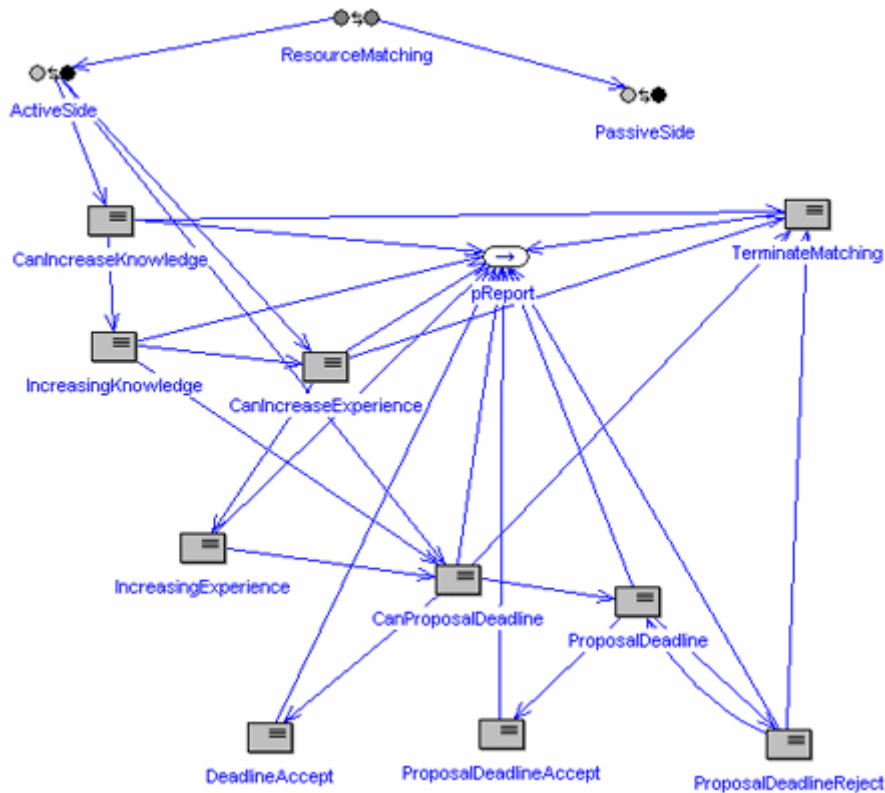 ResourceMatching
ActiveSide
PassiveSide
CanIncreaseKnowledge
TerminateMatching
pReport
IncreasingKnowledge
CanIncreaseExperience
IncreasingExperience
CanProposalDeadline
ProposalDeadline
DeadlineAccept
ProposalDeadlineAccept
ProposalDeadlineReject